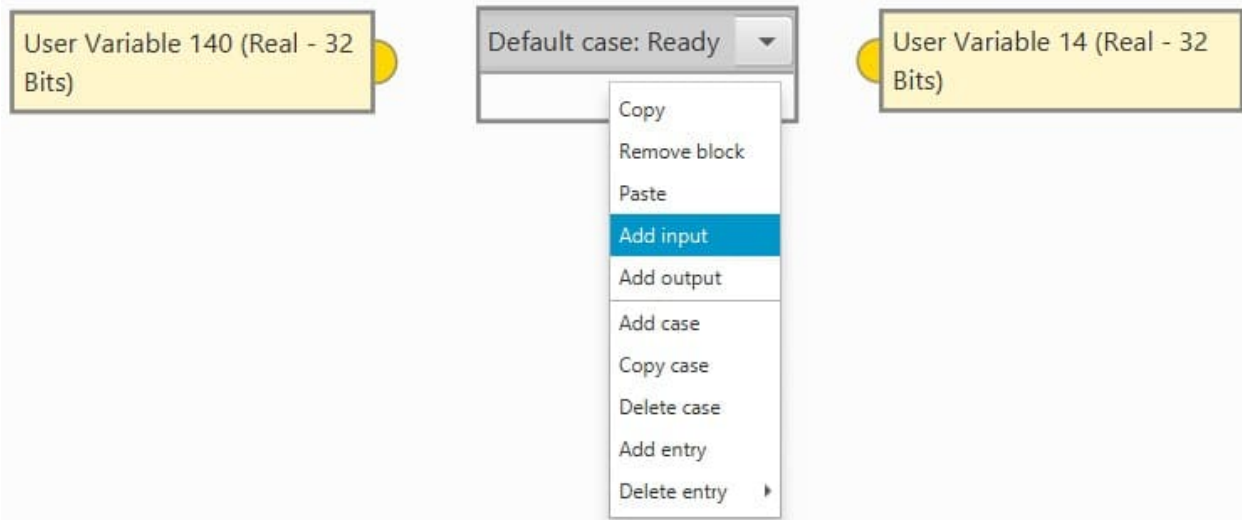 User Variable 140 (Real - 32
Bits)
Default case: Ready
User Variable 14 (Real - 32
Bits)
Copy
Remove block
Paste
Add input
Add output
Add case
Copy case
Delete case
Add entry
Delete entry